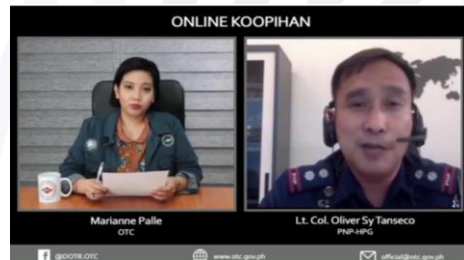 ONLINE KOOPIHAN
Marianne Palle
OTC
Lt. Col. Oliver Sy Tanseco
PNP-HPG
@DOTR.OTC
www.otc.gov.ph
official@otc.gov.ph